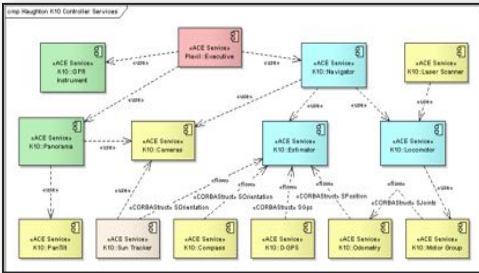 cmp Haughton K10 Controller Services
«ACE Service»
K10::GPR
Instrument
«ACE Service»
Plexil::Executive
«ACE Service»
K10::Navigator
«ACE Service»
Laser Scanner
«use»
«use»
«use»
«use»
«use»
«use»
«use»
«ACE Service»
K10::Panorama
«use»
«ACE Service»
K10::Cameras
«ACE Service»
K10::Estimator
«ACE Service»
K10::Locomotor
«use»
«use»
«flow»
«flow»
«flow»
«flow»
«use»
«CORBAStruct» SOrientation
«CORBAStruct» SOrientation
«CORBAStruct» SPosition
«CORBAStruct» SGps
«CORBAStruct» SJoints
«ACE Service»
K10::PanTilt
«ACE Service»
K10::Sun Tracker
«ACE Service»
K10::Compass
«ACE Service»
K10::D-GPS
«ACE Service»
K10::Odometry
«ACE Service»
K10::Motor Group